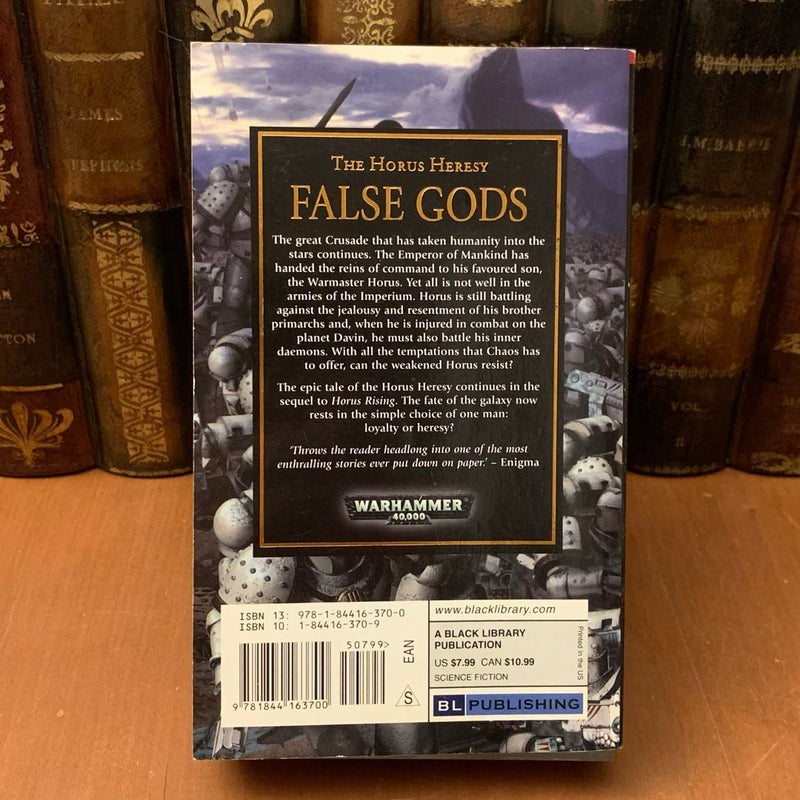 JAMES
STEPHENS
J.M. BARRIE
TTON
VOL
II
THE HORUS HERESY
FALSE GODS
The great Crusade that has taken humanity into the
stars continues. The Emperor of Mankind has
handed the reins of command to his favoured son,
the Warmaster Horus. Yet all is not well in the
armies of the Imperium. Horus is still battling
against the jealousy and resentment of his brother
primarchs and, when he is injured in combat on the
planet Davin, he must also battle his inner
daemons. With all the temptations that Chaos has
to offer, can the weakened Horus resist?
The epic tale of the Horus Heresy continues in the
sequel to Horus Rising. The fate of the galaxy now
rests in the simple choice of one man:
loyalty or heresy?
'Throws the reader headlong into one of the most
enthralling stories ever put down on paper.' – Enigma
WARHAMMER
40,000
ISBN 13: 978-1-84416-370-0
ISBN 10: 1-84416-370-9
50799>
EAN
S
9 781844 163700
www.blacklibrary.com
A BLACK LIBRARY
PUBLICATION
US $7.99 CAN $10.99
SCIENCE FICTION
Printed in the US
BL PUBLISHING